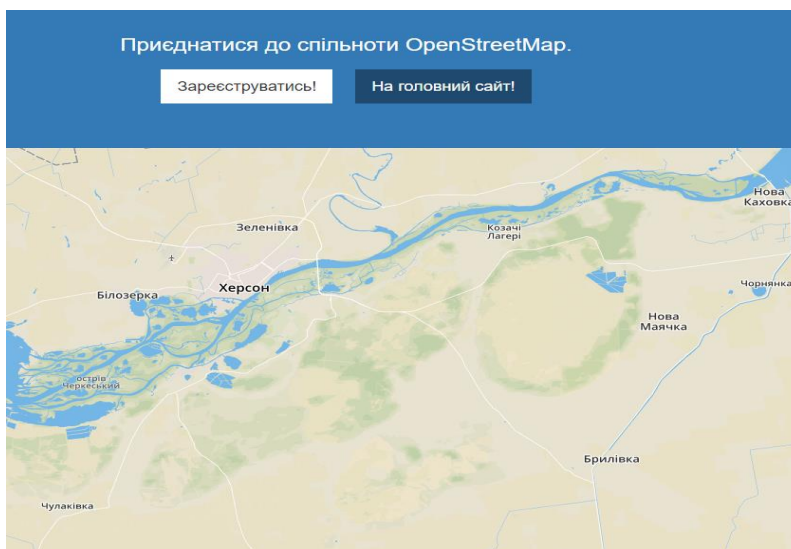 Приєднатися до спільноти OpenStreetMap.
Зареєструватись!
На головний сайт!
Нова
Каховка
Зеленівка
Козачі
Лагері
Херсон
Білозерка
Чорнянка
Нова
Маячка
острів
Черкеський
Брилівка
Чулаківка